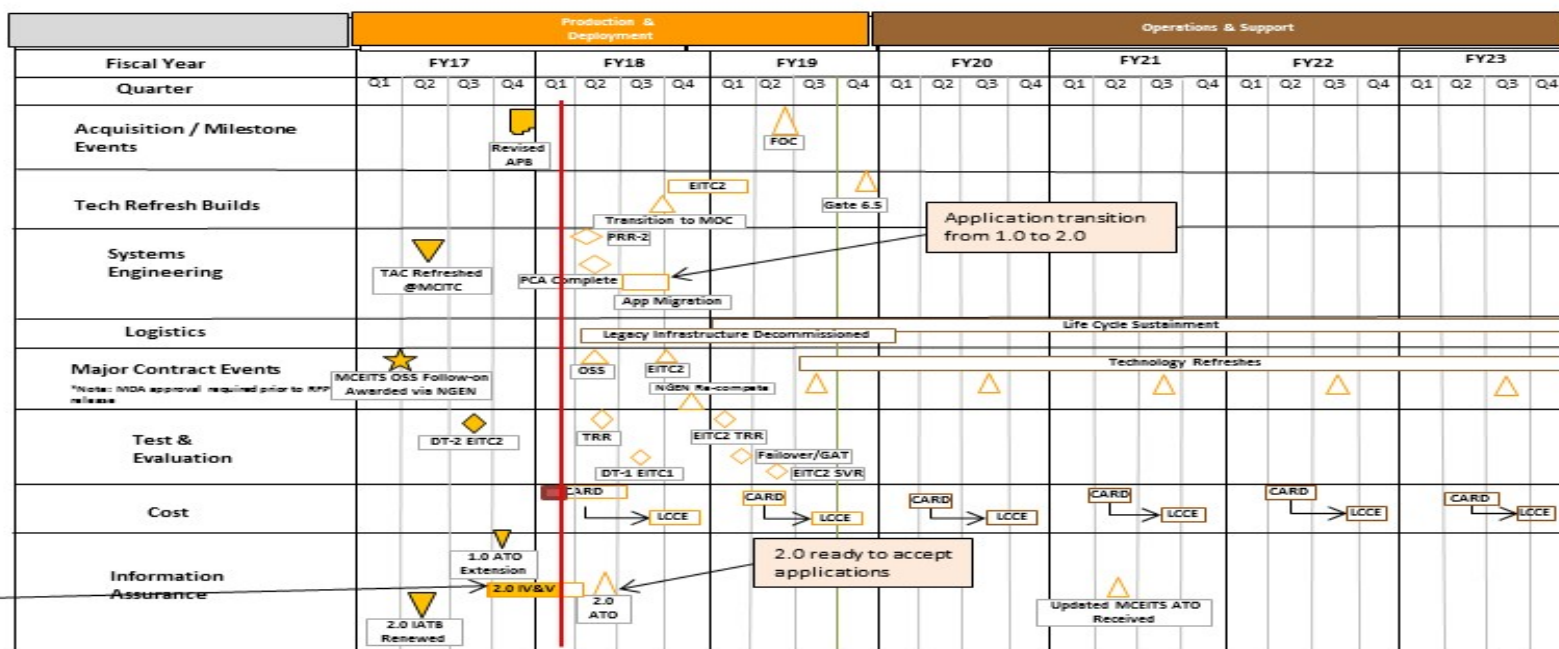 Production &
Deployment
Operations & Support
Fiscal Year
FY17
FY18
FY19
FY20
FY21
FY22
FY23
Quarter
Q1 Q2 Q3 Q4 Q1 Q2 Q3 Q4 Q1 Q2 Q3 Q4 Q1 Q2 Q3 Q4 Q1 Q2 Q3 Q4 Q1 Q2 Q3 Q4 Q1 Q2 Q3 Q4
Acquisition / Milestone
Events
Revised
APB
FOC
Tech Refresh Builds
EITC2
Transition to MOC
Gate 6.5
Systems
Engineering
TAC Refreshed
@MCITC
PRR-2
PCA Complete
App Migration
Application transition
from 1.0 to 2.0
Logistics
Legacy Infrastructure Decommissioned
Life Cycle Sustainment
Major Contract Events
*Note: MDA approval required prior to RFP
release
MCEITS OSS Follow-on
Awarded via NGEN
OSS
EITC2
NGEN Re-compete
Technology Refreshes
Test &
Evaluation
DT-2 EITC2
TRR
DT-1 EITC1
EITC2 TRR
Failover/GAT
EITC2 SVR
Cost
CARD
LCCE
CARD
LCCE
CARD
LCCE
CARD
LCCE
CARD
LCCE
CARD
LCCE
Information
Assurance
1.0 ATO
Extension
2.0 IV&V
2.0 IATB
Renewed
2.0
ATO
2.0 ready to accept
applications
Updated MCEITS ATO
Received